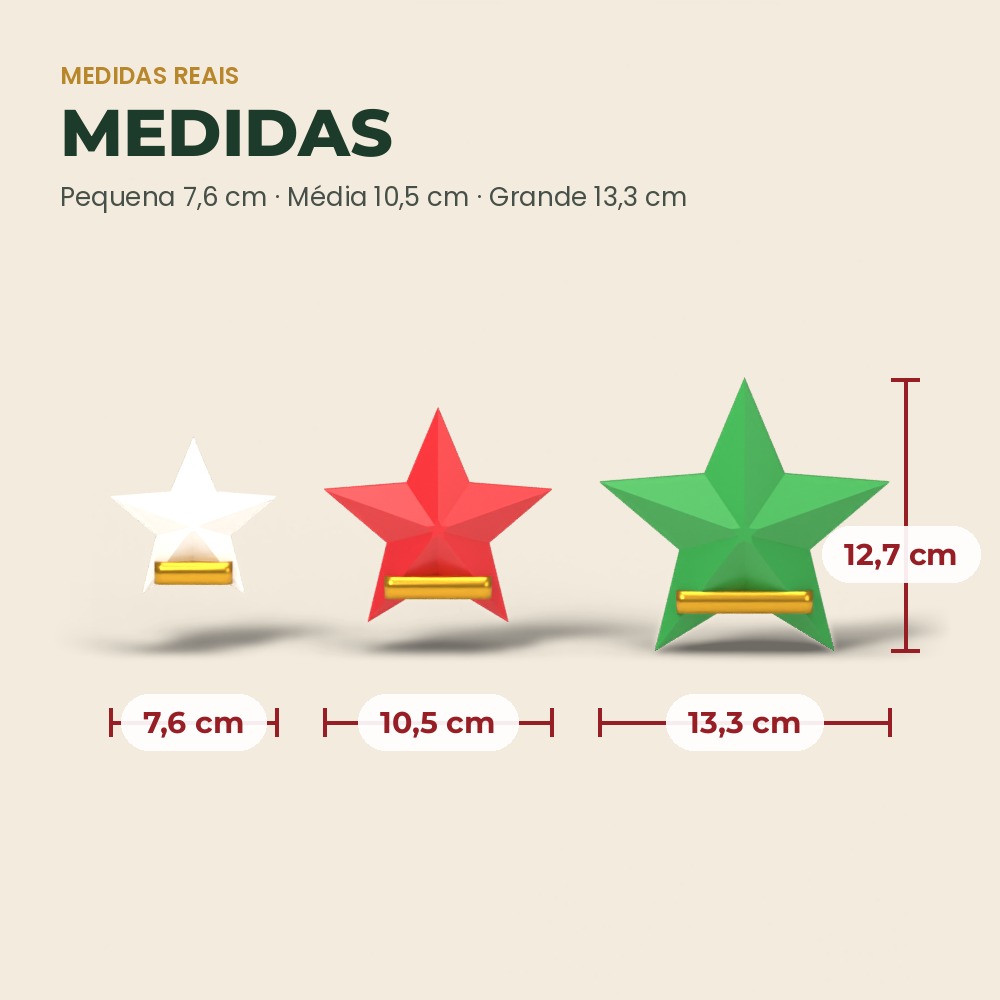 MEDIDAS REAIS
MEDIDAS
Pequena 7,6 cm · Média 10,5 cm · Grande 13,3 cm
12,7 cm
7,6 cm
10,5 cm
13,3 cm